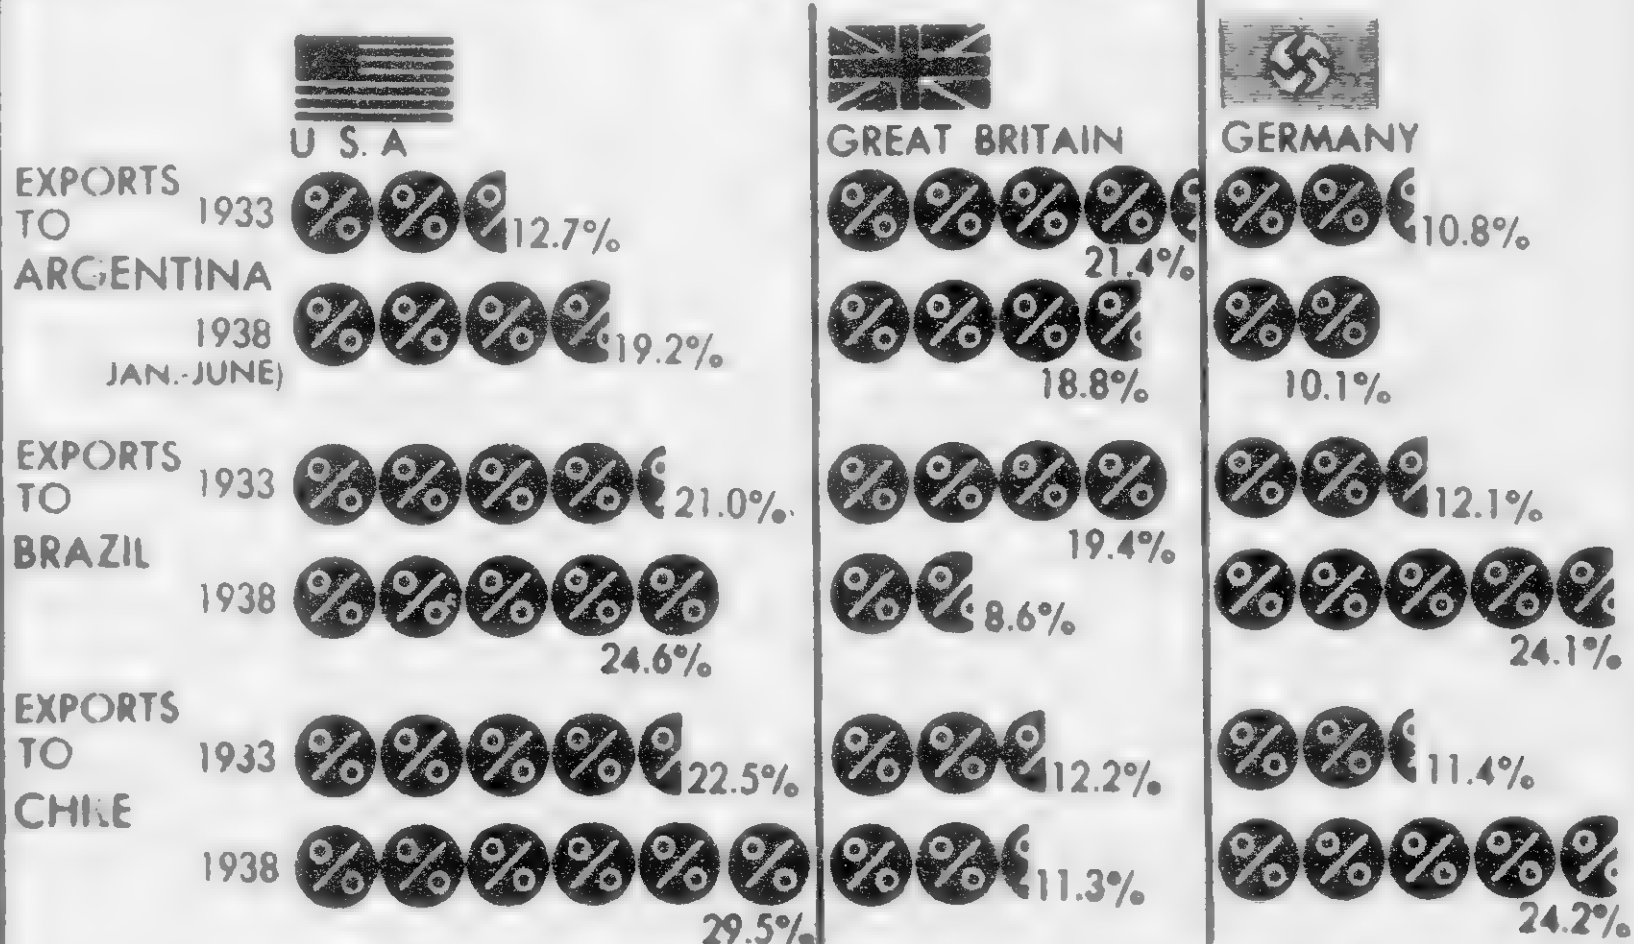 U S. A
GREAT BRITAIN
GERMANY
EXPORTS
TO
ARGENTINA
1933
12.7%
21.4%
10.8%
1938
JAN.-JUNE)
19.2%
18.8%
10.1%
EXPORTS
TO
BRAZIL
1933
21.0%
19.4%
12.1%
1938
24.6%
8.6%
24.1%
EXPORTS
TO
CHILE
1933
22.5%
12.2%
11.4%
1938
29.5%
11.3%
24.2%